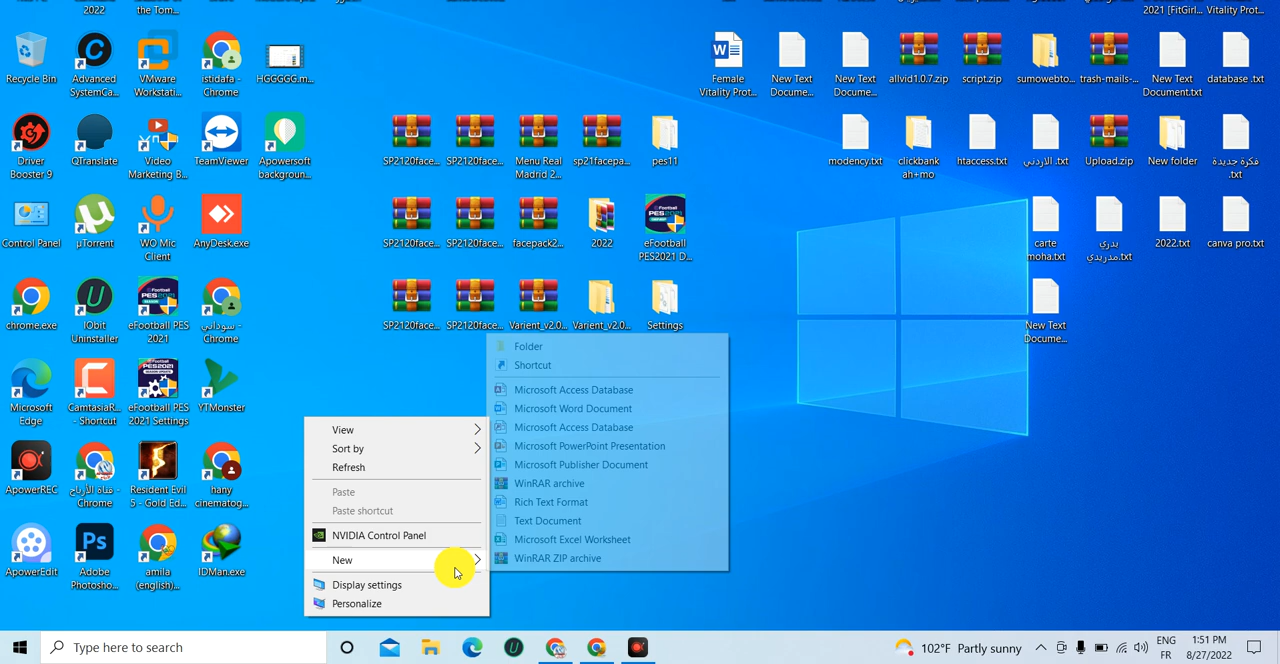 2022
the Tom...
2021 [FitGirl...
Vitality Prot...
Recycle Bin
Advanced
SystemCa...
VMware
Workstati...
istidafa -
Chrome
HGGGGG.m...
Female
Vitality Prot...
New Text
Docume...
New Text
Docume...
allvid1.0.7.zip
script.zip
sumowebto...
trash-mails-...
New Text
Document.txt
database .txt
Driver
Booster 9
QTranslate
Video
Marketing B...
TeamViewer
Apowersoft
backgroun...
SP2120face...
SP2120face...
Menu Real
Madrid 2...
sp21facepa...
pes11
modency.txt
clickbank
ah+mo
htaccess.txt
الاردني .txt
Upload.zip
New folder
فكرة جديدة
.txt
Control Panel
µTorrent
WO Mic
Client
AnyDesk.exe
SP2120face...
SP2120face...
facepack2...
2022
eFootball
PES2021 D...
carte
moha.txt
بدري
مدريدي.txt
2022.txt
canva pro.txt
chrome.exe
IObit
Uninstaller
eFootball PES
2021
سوداني -
Chrome
SP2120face...
SP2120face...
Varient_v2.0...
Varient_v2.0...
Settings
New Text
Docume...
Microsoft
Edge
CamtasiaR...
- Shortcut
eFootball PES
2021 Settings
YTMonster
ApowerREC
قناة الأرباح -
Chrome
Resident Evil
5 - Gold Ed...
hany
cinematog...
ApowerEdit
Adobe
Photosho...
amila
(english)...
IDMan.exe
View
Sort by
Refresh
Paste
Paste shortcut
NVIDIA Control Panel
New
Display settings
Personalize
Folder
Shortcut
Microsoft Access Database
Microsoft Word Document
Microsoft Access Database
Microsoft PowerPoint Presentation
Microsoft Publisher Document
WinRAR archive
Rich Text Format
Text Document
Microsoft Excel Worksheet
WinRAR ZIP archive
Type here to search
102°F Partly sunny
ENG
FR
1:51 PM
8/27/2022